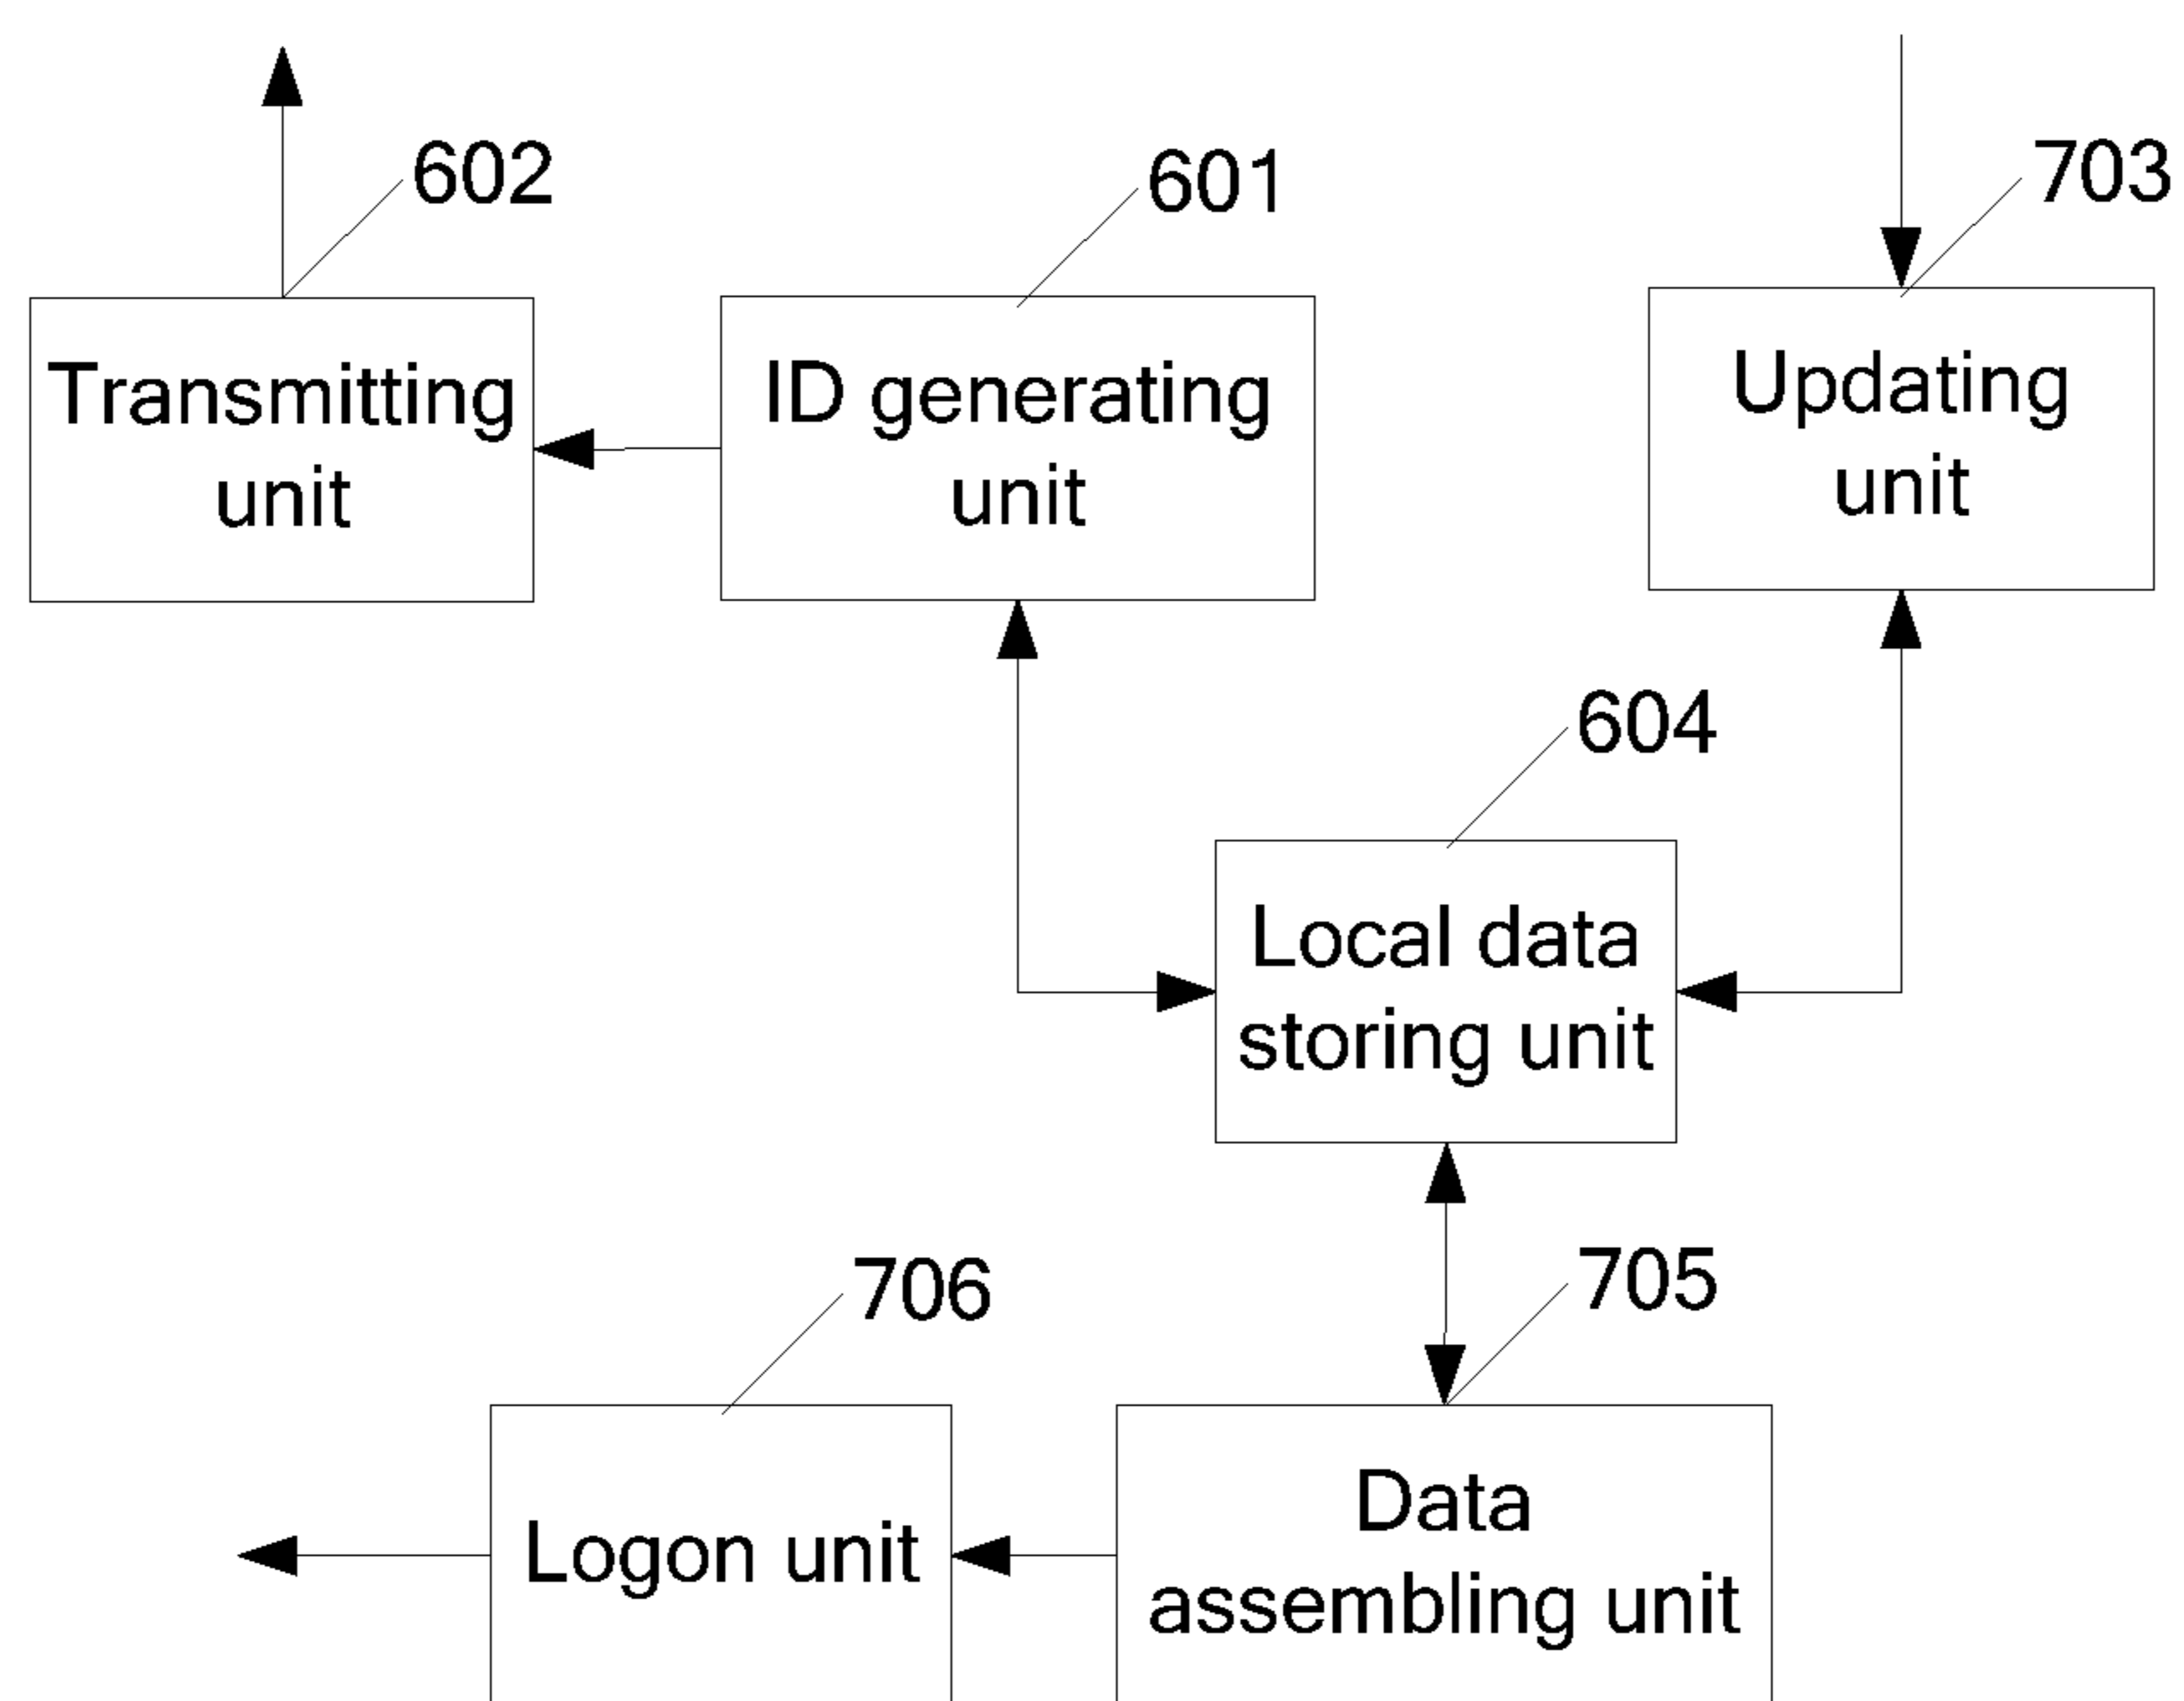 602
601
703
Transmitting
unit
ID generating
unit
Updating
unit
604
Local data
storing unit
706
705
Logon unit
Data
assembling unit